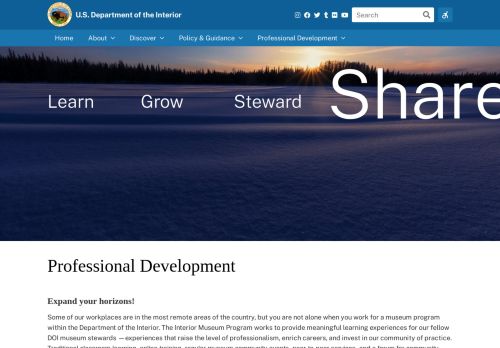 U.S. Department of the Interior
Search
Home About Discover Policy & Guidance Professional Development
Learn Grow Steward Share
Professional Development
Expand your horizons!
Some of our workplaces are in the most remote areas of the country, but you are not alone when you work for a museum program
within the Department of the Interior. The Interior Museum Program works to provide meaningful learning experiences for our fellow
DOI museum stewards — experiences that raise the level of professionalism, enrich careers, and invest in our community of practice.